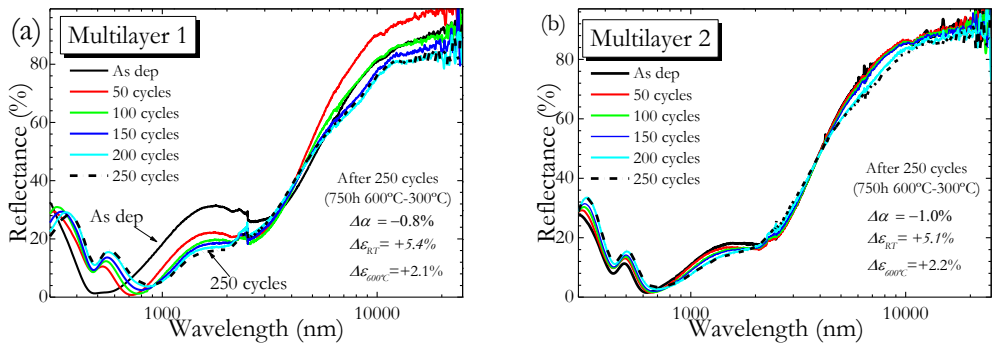 (a)
Multilayer 1
As dep
50 cycles
100 cycles
150 cycles
200 cycles
250 cycles
As dep
250 cycles
After 250 cycles
(750h 600ºC-300ºC)
Δα = −0.8%
Δε_RT= +5.4%
Δε_600ºC=+2.1%
Reflectance (%)
0
20
40
60
80
1000
10000
Wavelength (nm)
(b)
Multilayer 2
As dep
50 cycles
100 cycles
150 cycles
200 cycles
250 cycles
After 250 cycles
(750h 600ºC-300ºC)
Δα = −1.0%
Δε_RT= +5.1%
Δε_600ºC=+2.2%
Reflectance (%)
0
20
40
60
80
1000
10000
Wavelength (nm)